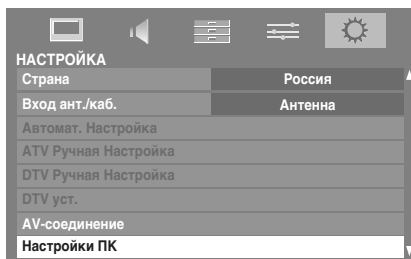 НАСТРОЙКА
Страна Россия
Вход ант./каб. Антенна
Автомат. Настройка
ATV Ручная Настройка
DTV Ручная Настройка
DTV уст.
AV-соединение
Настройки ПК